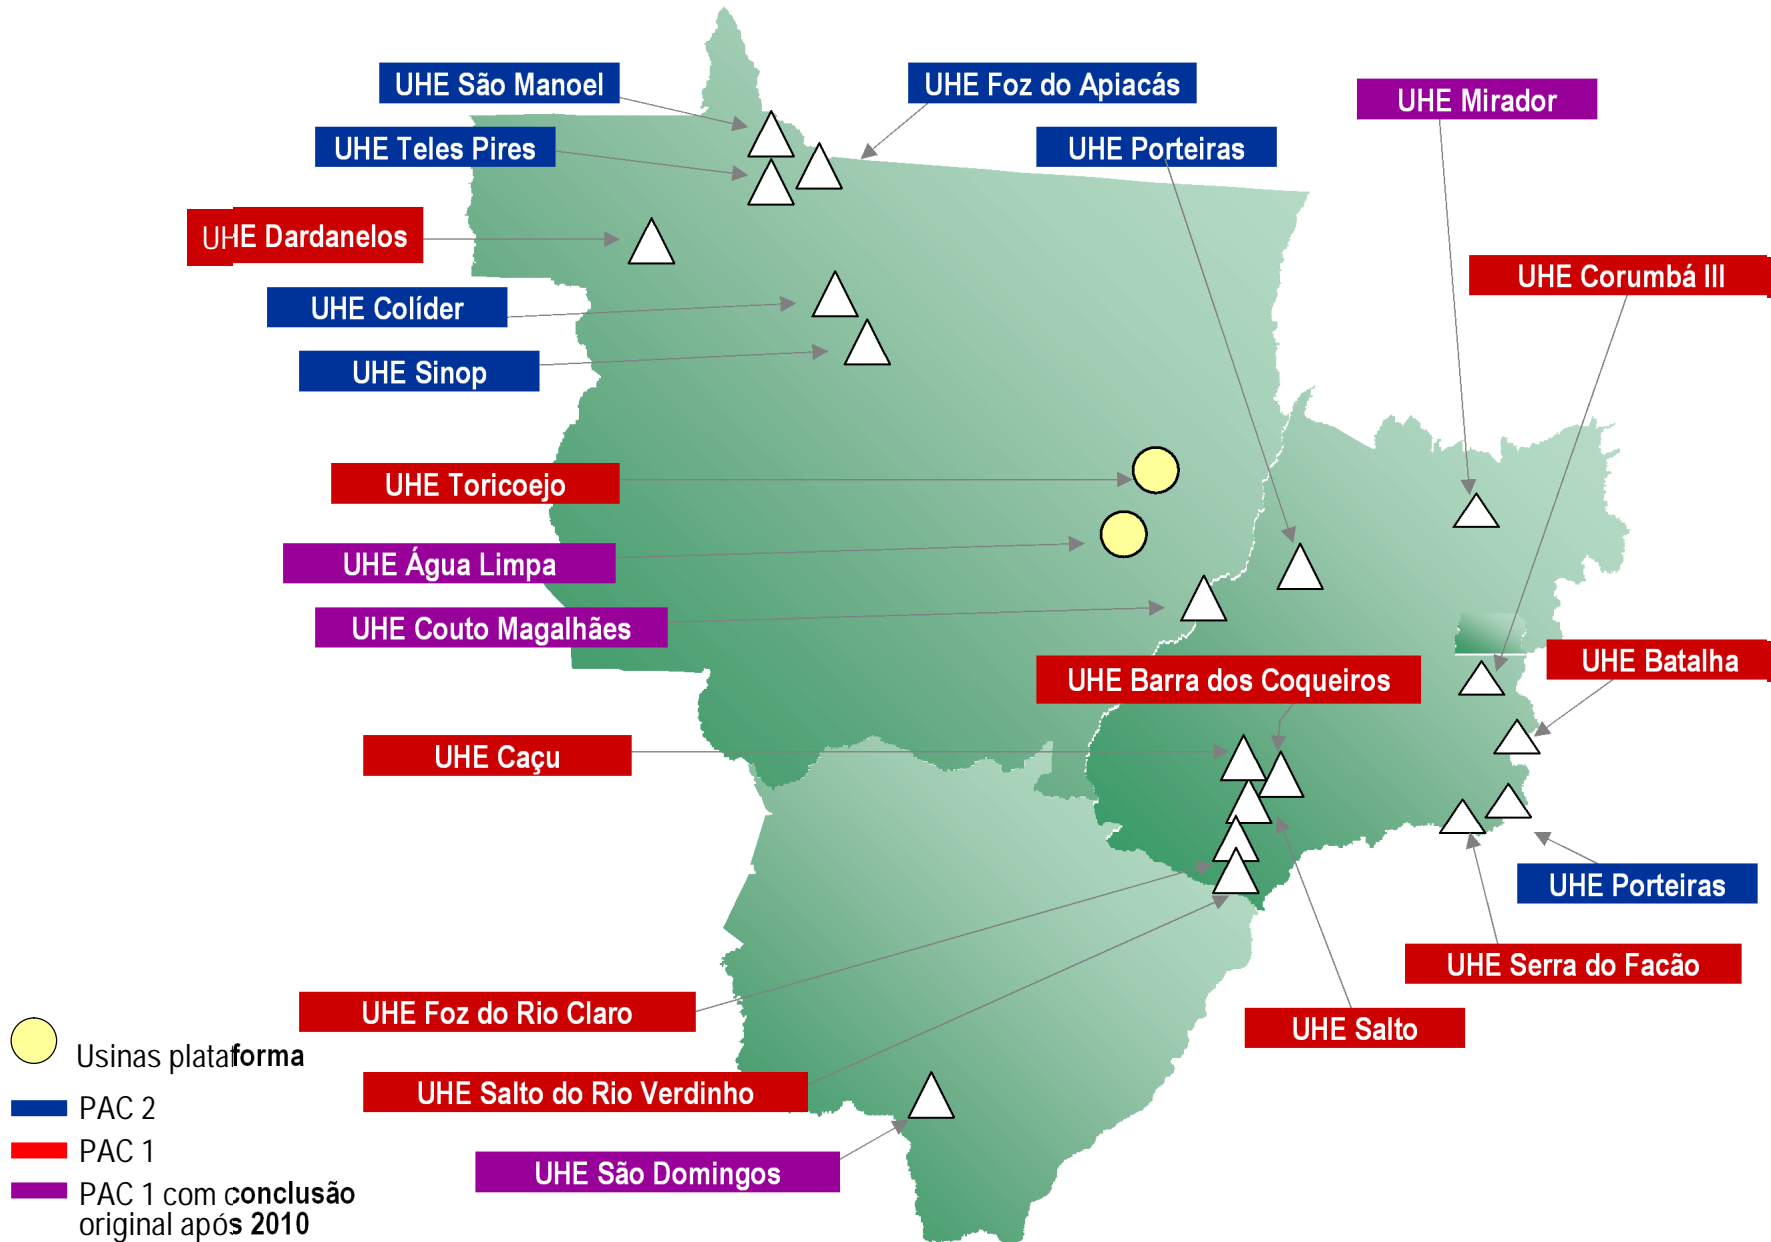 UHE São Manoel
UHE Foz do Apiacás
UHE Mirador
UHE Teles Pires
UHE Porteiras
UHE Dardanelos
UHE Corumbá III
UHE Colíder
UHE Sinop
UHE Toricoejo
UHE Água Limpa
UHE Couto Magalhães
UHE Batalha
UHE Barra dos Coqueiros
UHE Caçu
UHE Porteiras
UHE Serra do Facão
UHE Foz do Rio Claro
UHE Salto
UHE Salto do Rio Verdinho
UHE São Domingos
Usinas plataforma
PAC 2
PAC 1
PAC 1 com conclusão
original após 2010